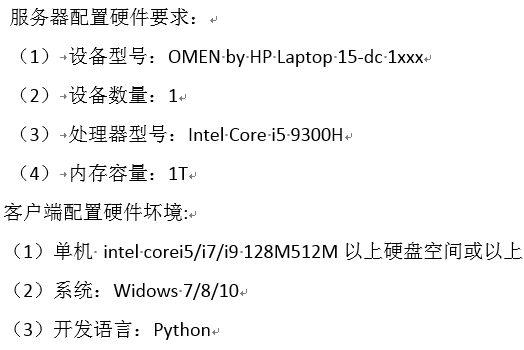 服务器配置硬件要求：
（1）设备型号：OMEN by HP Laptop 15-dc 1xxx
（2）设备数量：1
（3）处理器型号：Intel Core i5-9300H
（4）内存容量：1T
客户端配置硬件坏境:
（1）单机 intel corei5/i7/i9 128M512M 以上硬盘空间或以上
（2）系统：Widows 7/8/10
（3）开发语言：Python